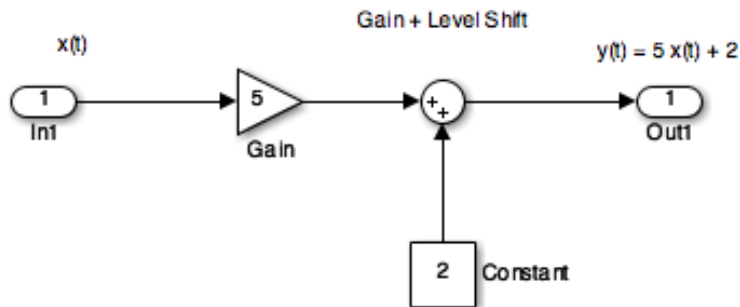 Gain + Level Shift
x(t)
y(t) = 5 x(t) + 2
1
5
+
+
1
In1
Gain
Out1
2
Constant